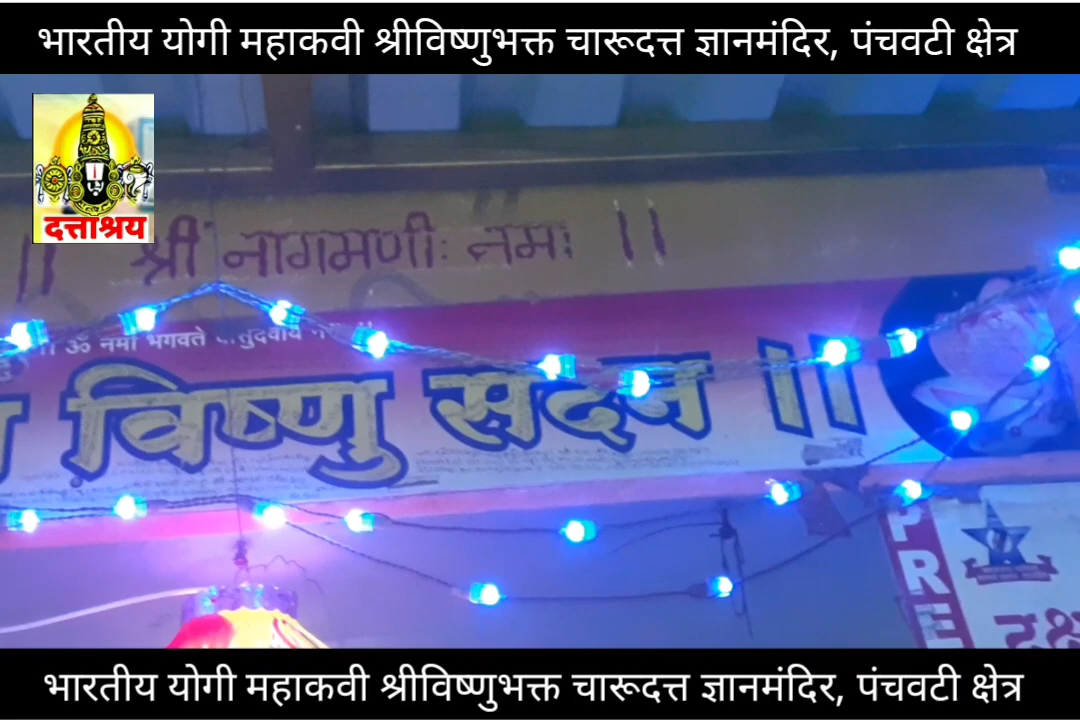 भारतीय योगी महाकवी श्रीविष्णुभक्त चारूदत्त ज्ञानमंदिर, पंचवटी क्षेत्र
दत्ताश्रय
॥ श्री नागमणीः नमः ॥
ॐ नमो भगवते
विष्णु सदन ॥
PRE
भारतीय योगी महाकवी श्रीविष्णुभक्त चारूदत्त ज्ञानमंदिर, पंचवटी क्षेत्र